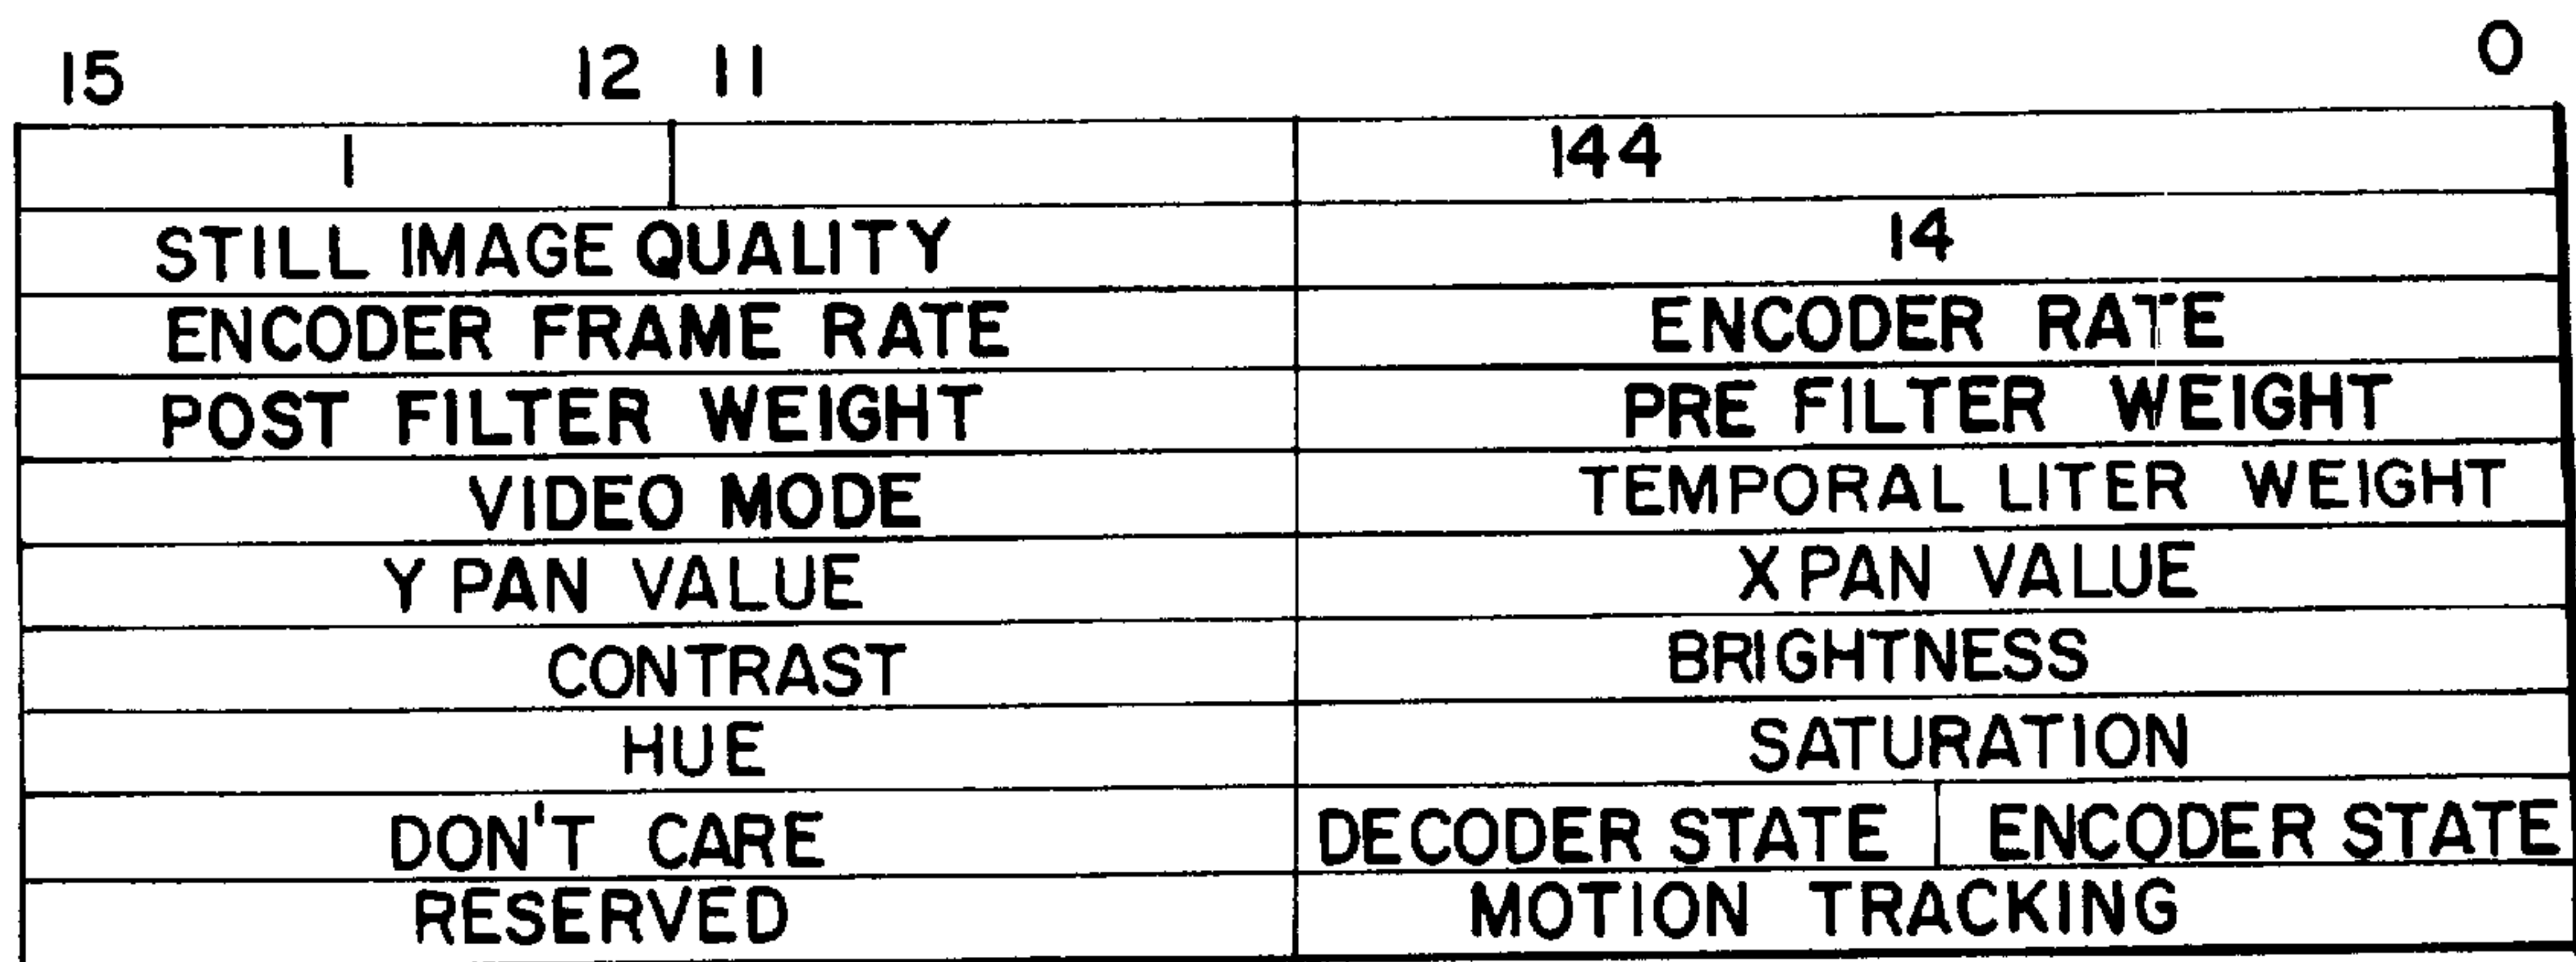 15 12 11 0
1 144
STILL IMAGE QUALITY 14
ENCODER FRAME RATE ENCODER RATE
POST FILTER WEIGHT PRE FILTER WEIGHT
VIDEO MODE TEMPORAL LITER WEIGHT
Y PAN VALUE X PAN VALUE
CONTRAST BRIGHTNESS
HUE SATURATION
DON'T CARE DECODER STATE ENCODER STATE
RESERVED MOTION TRACKING